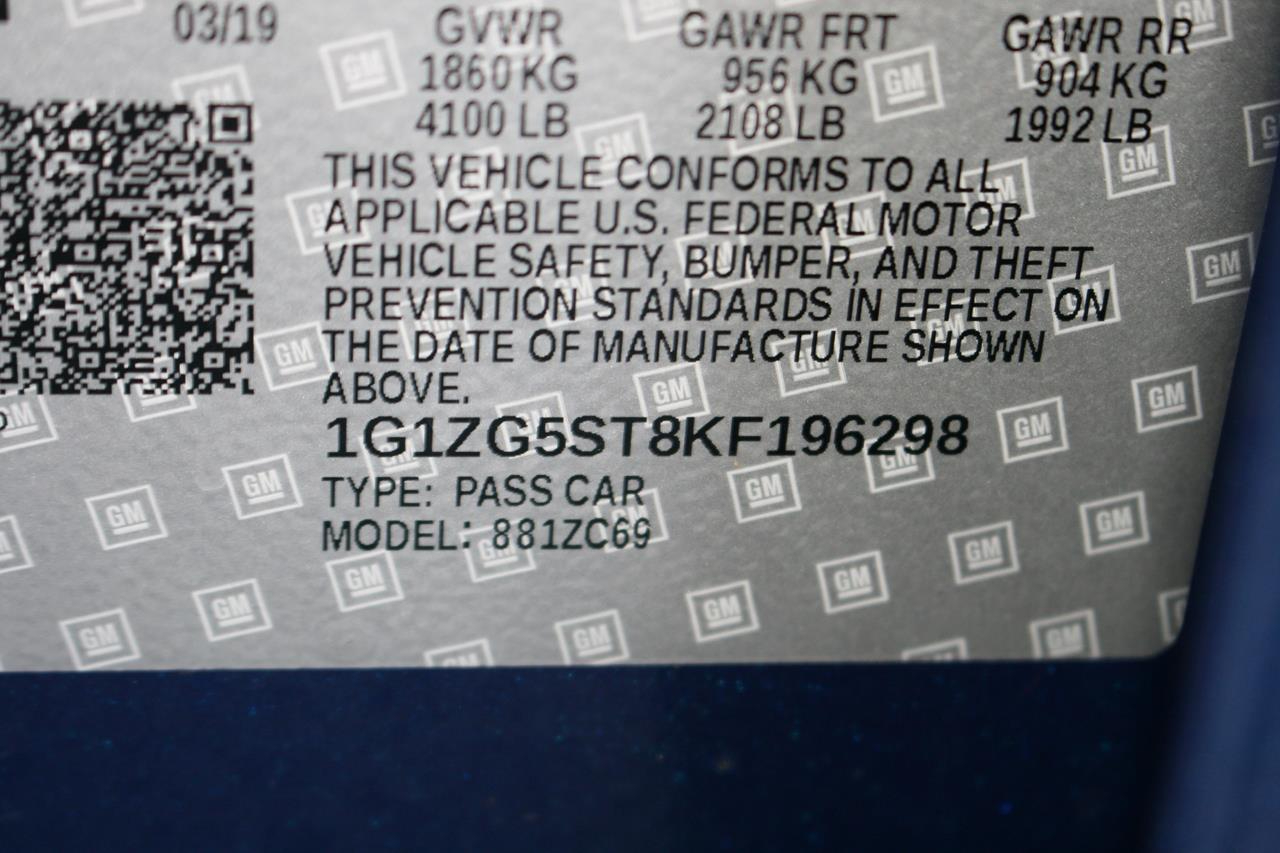 03/19 GVWR GAWR FRT GAWR RR
1860 KG 956 KG 904 KG
4100 LB 2108 LB 1992 LB
THIS VEHICLE CONFORMS TO ALL
APPLICABLE U.S. FEDERAL MOTOR
VEHICLE SAFETY, BUMPER, AND THEFT
PREVENTION STANDARDS IN EFFECT ON
THE DATE OF MANUFACTURE SHOWN
ABOVE.
1G1ZG5ST8KF196298
TYPE: PASS CAR
MODEL: 881ZC69
GM